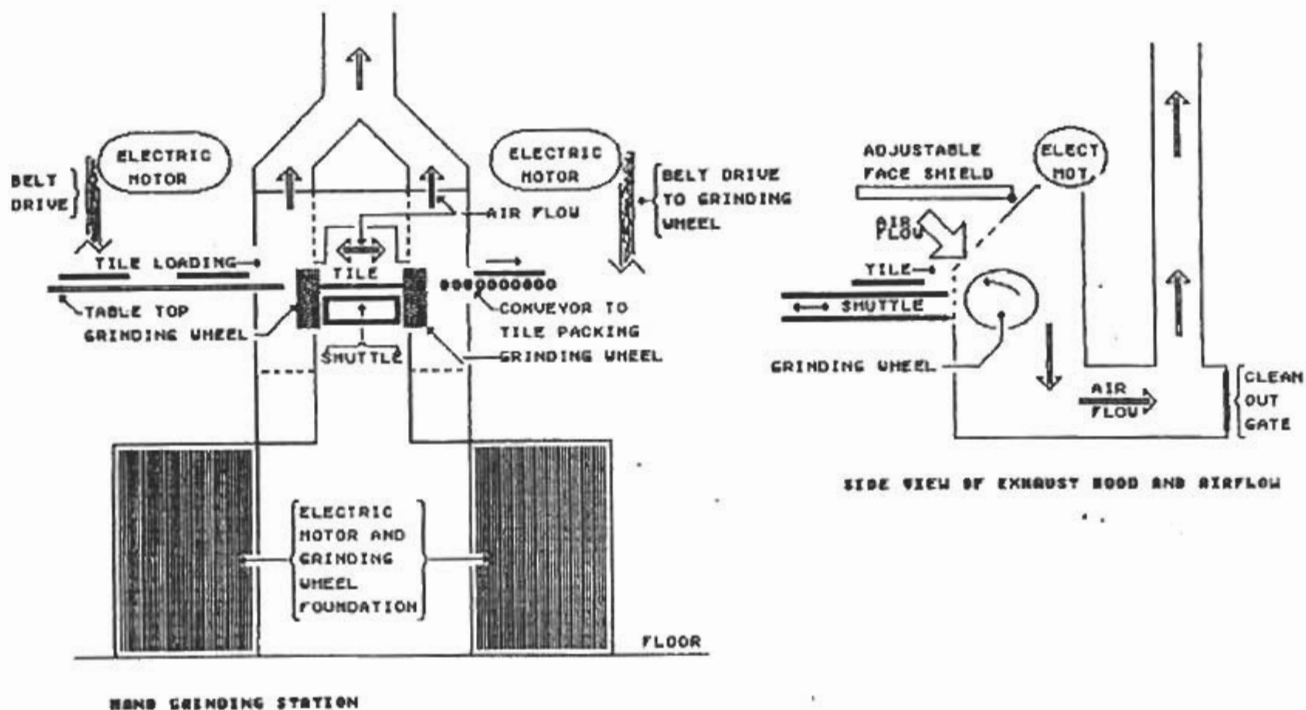 ELECTRIC
MOTOR
BELT
DRIVE
ELECTRIC
MOTOR
BELT DRIVE
TO GRINDING
WHEEL
AIR FLOW
TILE LOADING
TILE
TABLE TOP
GRINDING WHEEL
SHUTTLE
CONVEYOR TO
TILE PACKING
GRINDING WHEEL
ELECTRIC
MOTOR AND
GRINDING
WHEEL
FOUNDATION
FLOOR
HAND GRINDING STATION
ADJUSTABLE
FACE SHIELD
ELECT
MOT.
AIR
FLOW
TILE
SHUTTLE
GRINDING WHEEL
AIR
FLOW
CLEAN
OUT
GATE
SIDE VIEW OF EXHAUST HOOD AND AIRFLOW